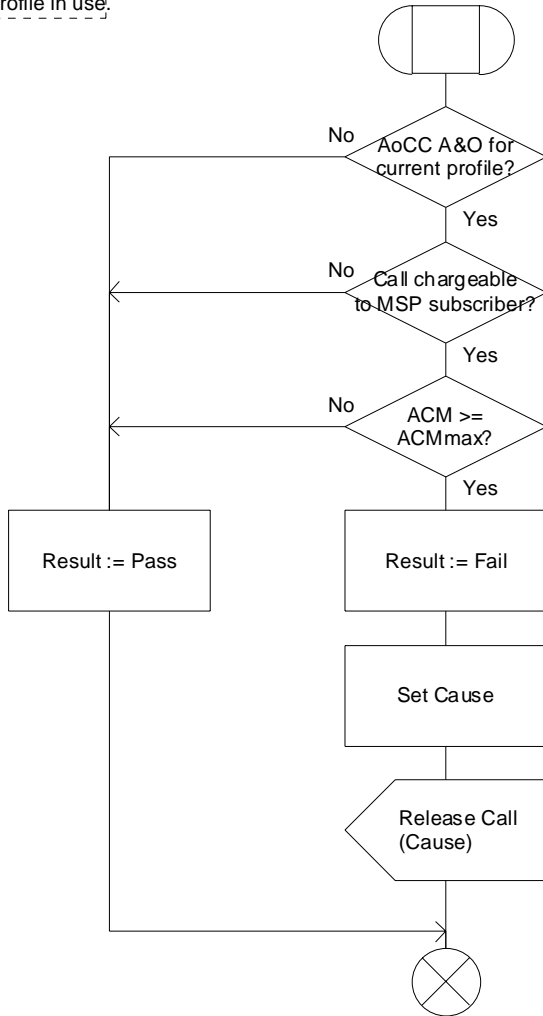 rofile in use.
No
AoCC A&O for
current profile?
Yes
No
Call chargeable
to MSP subscriber?
Yes
No
ACM >=
ACMmax?
Yes
Result := Pass
Result := Fail
Set Cause
Release Call
(Cause)